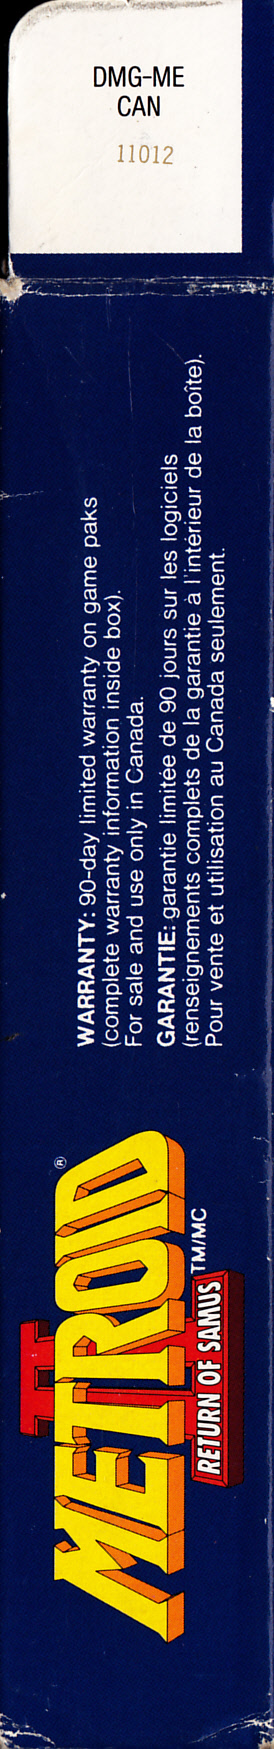 DMG-ME
CAN
11012
WARRANTY: 90-day limited warranty on game paks
(complete warranty information inside box).
For sale and use only in Canada.
GARANTIE: garantie limitée de 90 jours sur les logiciels
(renseignements complets de la garantie à l'intérieur de la boîte).
Pour vente et utilisation au Canada seulement.
METROID®
II
RETURN OF SAMUS TM/MC